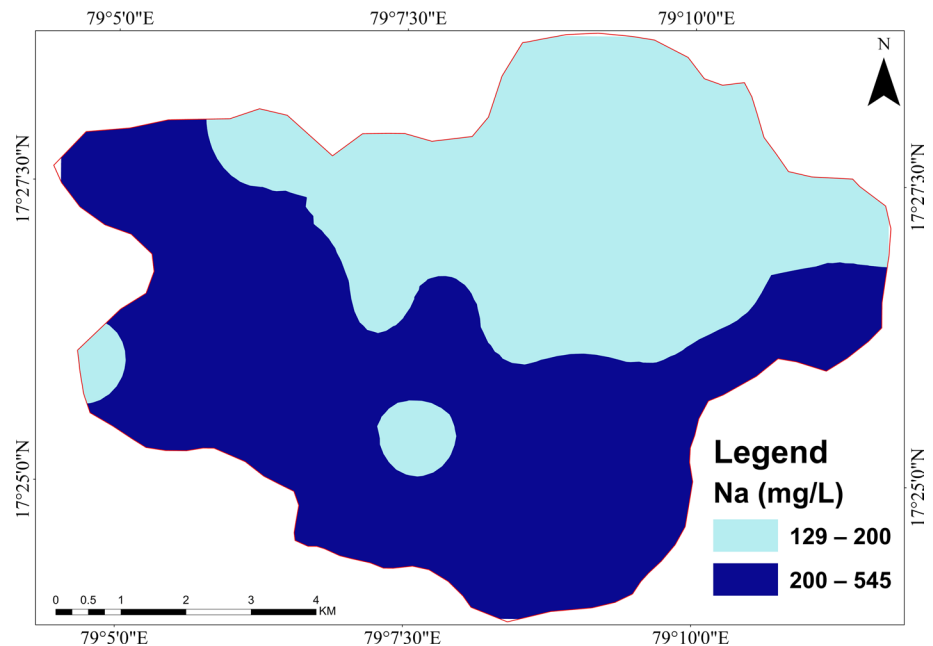 79°5'0"E 79°7'30"E 79°10'0"E
N
17°27'30"N 17°27'30"N
17°25'0"N 17°25'0"N
Legend
Na (mg/L)
129 – 200
200 – 545
0 0.5 1 2 3 4
KM
79°5'0"E 79°7'30"E 79°10'0"E